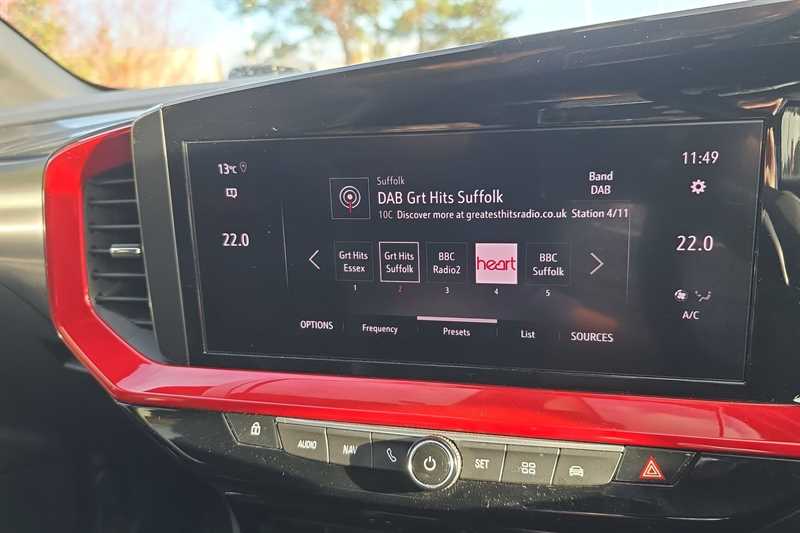 13°C
22.0
Suffolk
DAB Grt Hits Suffolk
10C Discover more at greatesthitsradio.co.uk Station 4/11
Band
DAB
11:49
22.0
A/C
Grt Hits
Essex
1
Grt Hits
Suffolk
2
BBC
Radio2
3
heart
4
BBC
Suffolk
5
OPTIONS
Frequency
Presets
List
SOURCES
AUDIO
NAV
SET